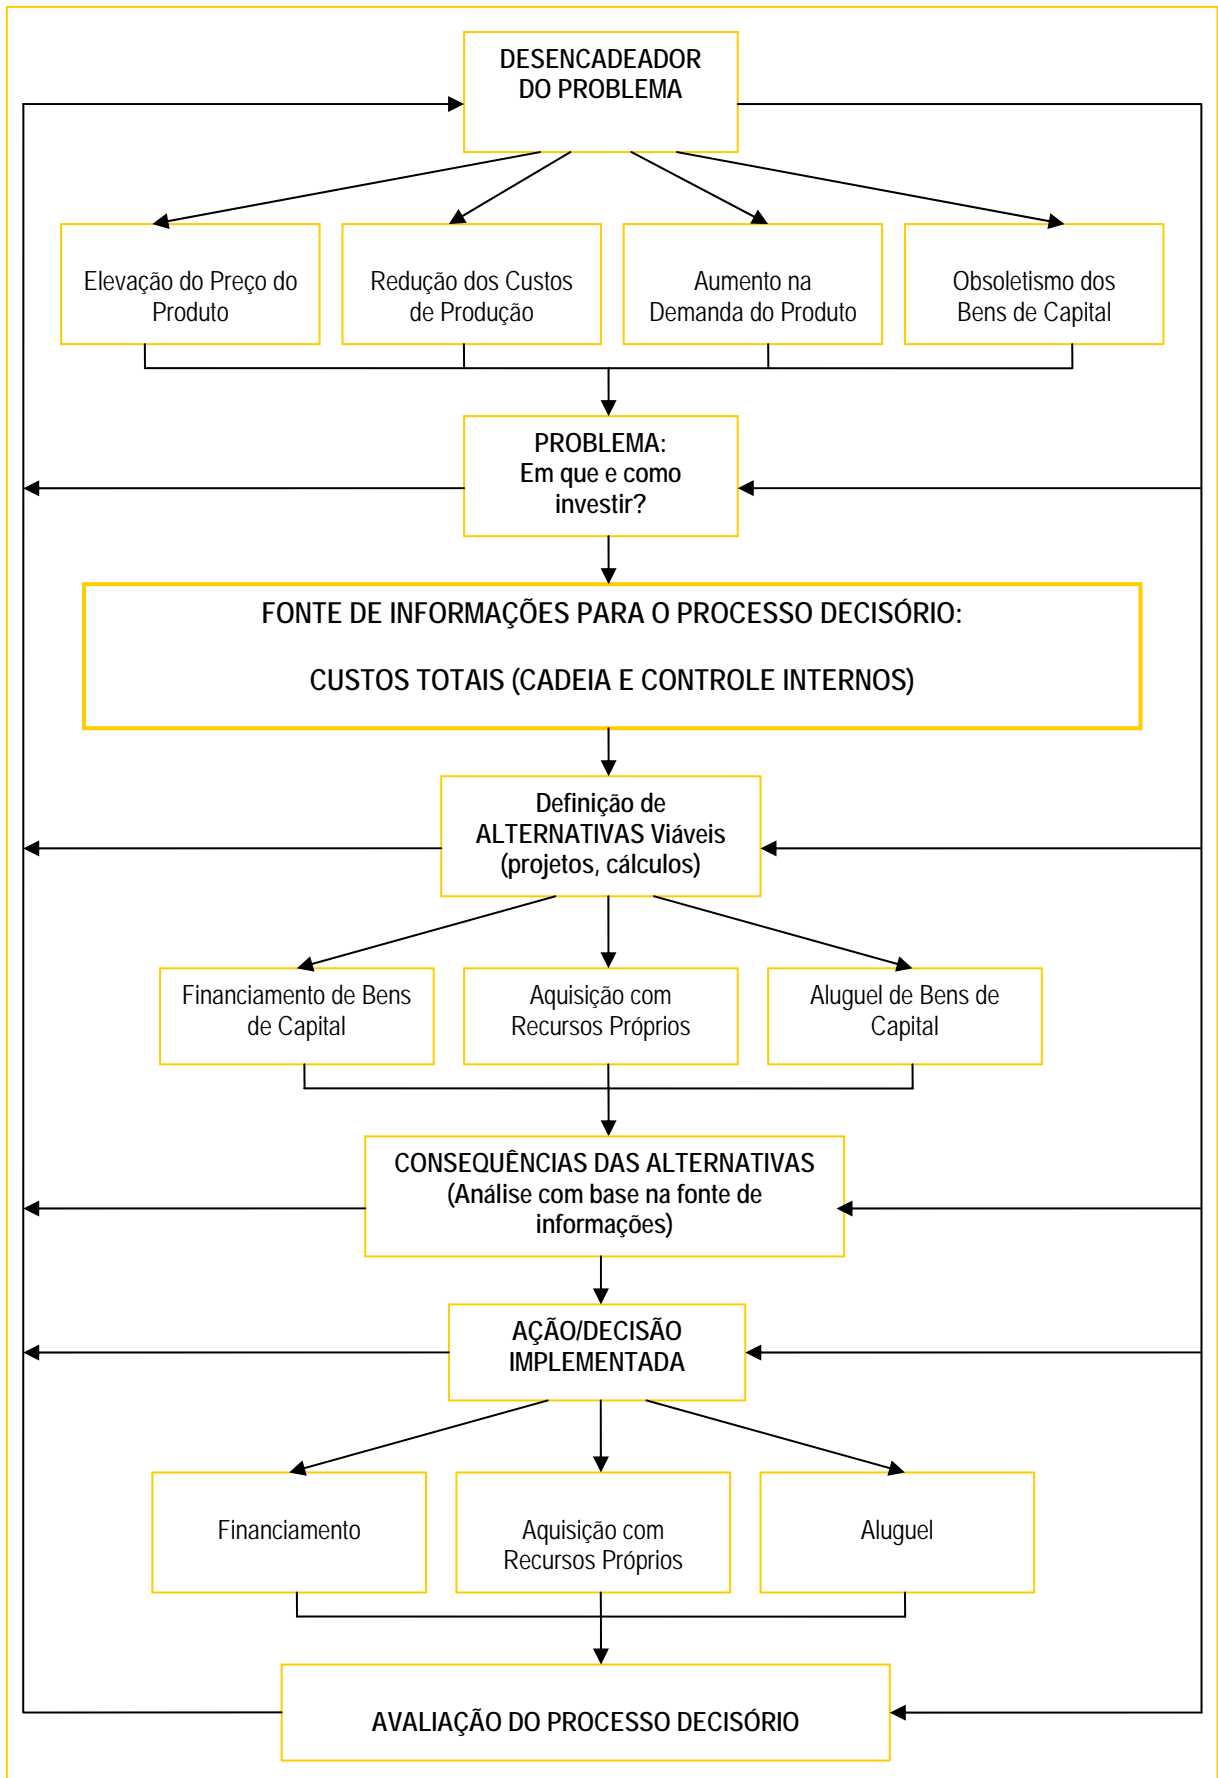 DESENCADEADOR
DO PROBLEMA
Elevação do Preço do
Produto
Redução dos Custos
de Produção
Aumento na
Demanda do Produto
Obsoletismo dos
Bens de Capital
PROBLEMA:
Em que e como
investir?
FONTE DE INFORMAÇÕES PARA O PROCESSO DECISÓRIO:
CUSTOS TOTAIS (CADEIA E CONTROLE INTERNOS)
Definição de
ALTERNATIVAS Viáveis
(projetos, cálculos)
Financiamento de Bens
de Capital
Aquisição com
Recursos Próprios
Aluguel de Bens de
Capital
CONSEQUÊNCIAS DAS ALTERNATIVAS
(Análise com base na fonte de
informações)
AÇÃO/DECISÃO
IMPLEMENTADA
Financiamento
Aquisição com
Recursos Próprios
Aluguel
AVALIAÇÃO DO PROCESSO DECISÓRIO